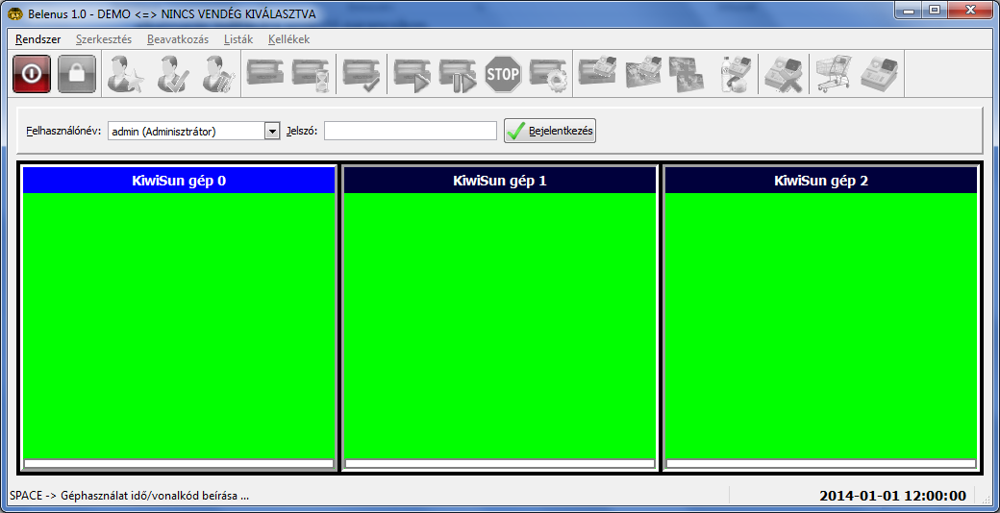 Belenus 1.0 - DEMO <=> NINCS VENDÉG KIVÁLASZTVA
Rendszer Szerkesztés Beavatkozás Listák Kellékek
STOP
Felhasználónév: admin (Adminisztrátor) Jelszó: Bejelentkezés
KiwiSun gép 0 KiwiSun gép 1 KiwiSun gép 2
SPACE -> Géphasználat idő/vonalkód beírása ... 2014-01-01 12:00:00